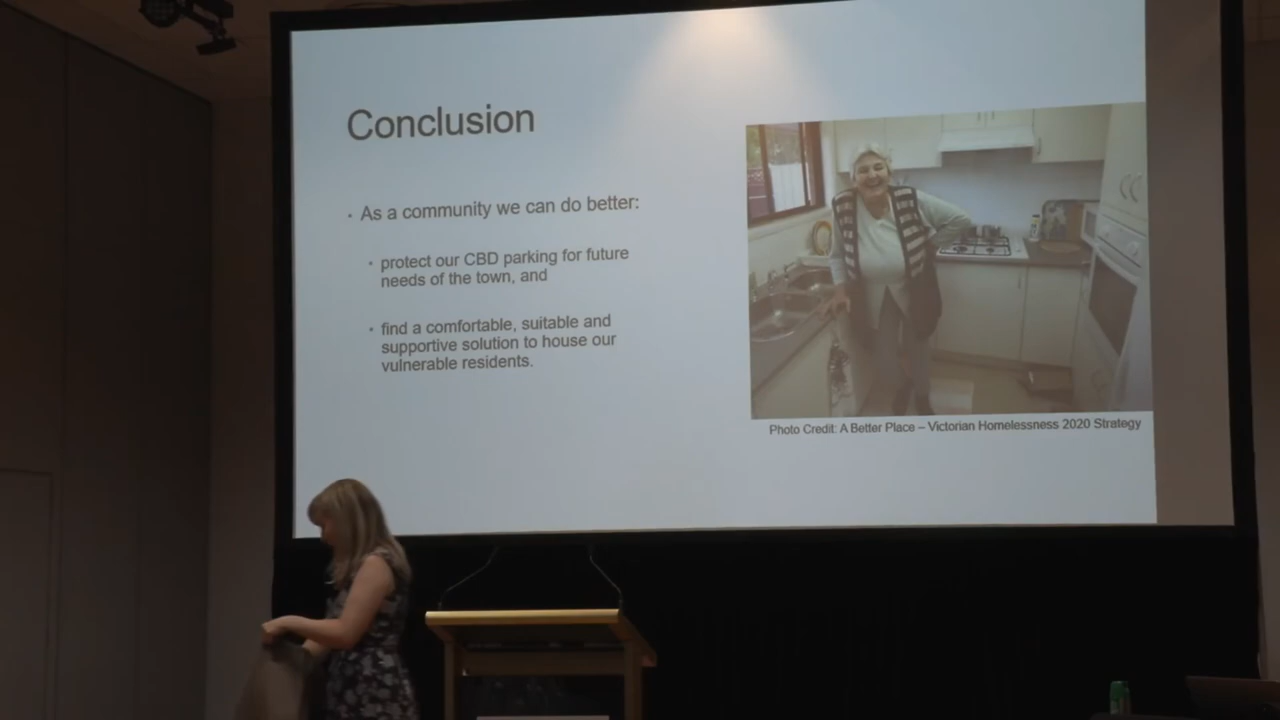 Conclusion
• As a community we can do better:
• protect our CBD parking for future
needs of the town, and
• find a comfortable, suitable and
supportive solution to house our
vulnerable residents.
Photo Credit: A Better Place – Victorian Homelessness 2020 Strategy